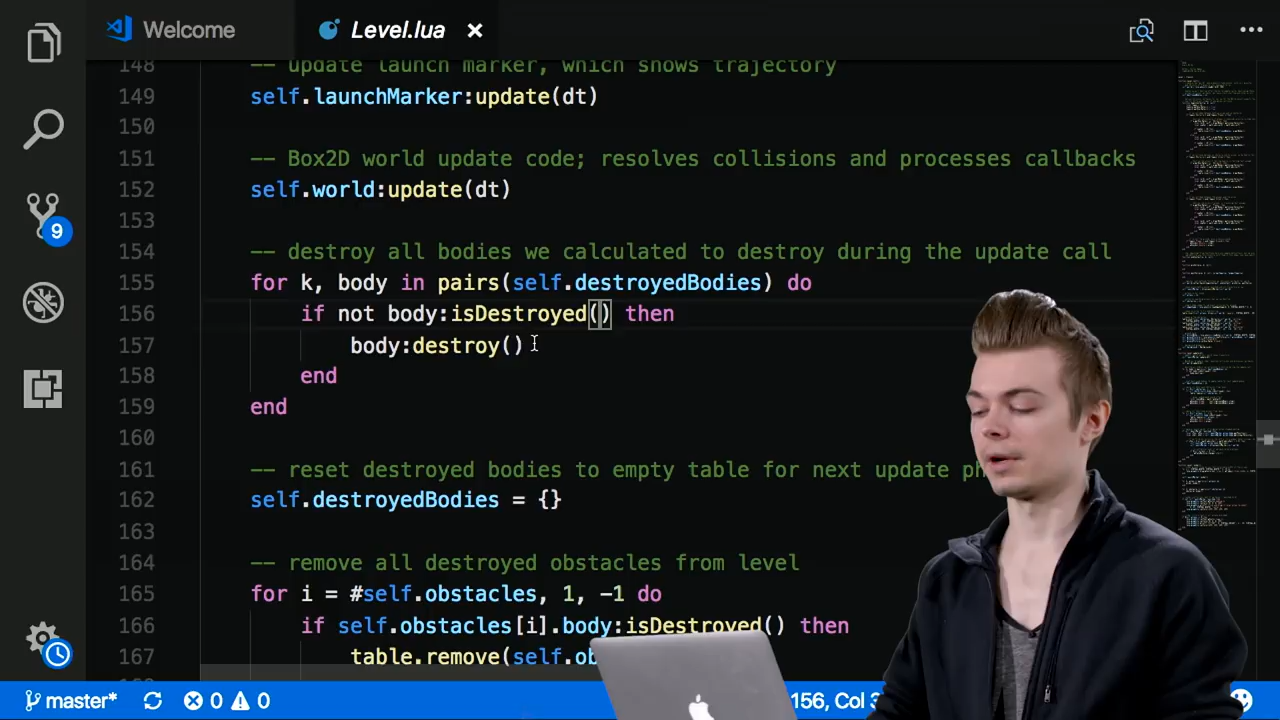 Welcome
Level.lua
148 -- update launch marker, which shows trajectory
149 self.launchMarker:update(dt)
150
151 -- Box2D world update code; resolves collisions and processes callbacks
152 self.world:update(dt)
153
154 -- destroy all bodies we calculated to destroy during the update call
155 for k, body in pairs(self.destroyedBodies) do
156 if not body:isDestroyed() then
157 body:destroy()
158 end
159 end
160
161 -- reset destroyed bodies to empty table for next update ph
162 self.destroyedBodies = {}
163
164 -- remove all destroyed obstacles from level
165 for i = #self.obstacles, 1, -1 do
166 if self.obstacles[i].body:isDestroyed() then
167 table.remove(self.ob
9
master* 0 0 156, Col 3